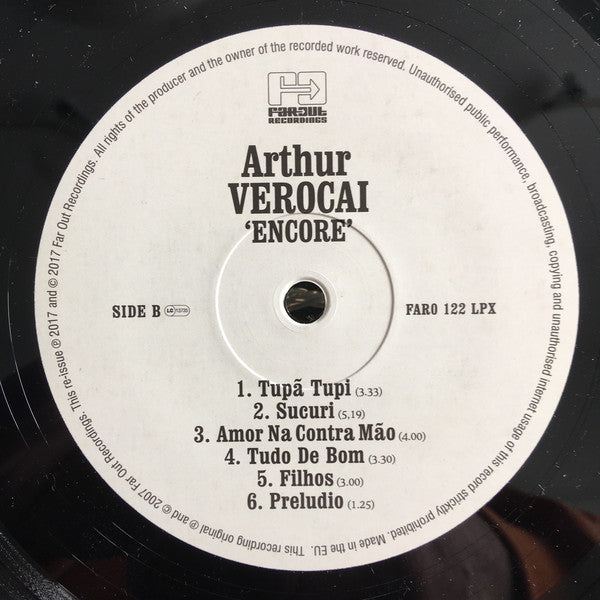 FAROUT
RECORDINGS
Arthur
VEROCAI
'ENCORE'
SIDE B LC 13725
FARO 122 LPX
1. Tupã Tupi (3.33)
2. Sucuri (5,19)
3. Amor Na Contra Mão (4.00)
4. Tudo De Bom (3.30)
5. Filhos (3.00)
6. Preludio (1.25)
This recording original ℗ and © 2007 Far Out Recordings. This re-issue ℗ 2017 and © 2017 Far Out Recordings. All rights of the producer and the owner of the recorded work reserved. Unauthorised public performance, broadcasting, copying and unauthorised internet usage of this record stricktly prohibited. Made in the EU.